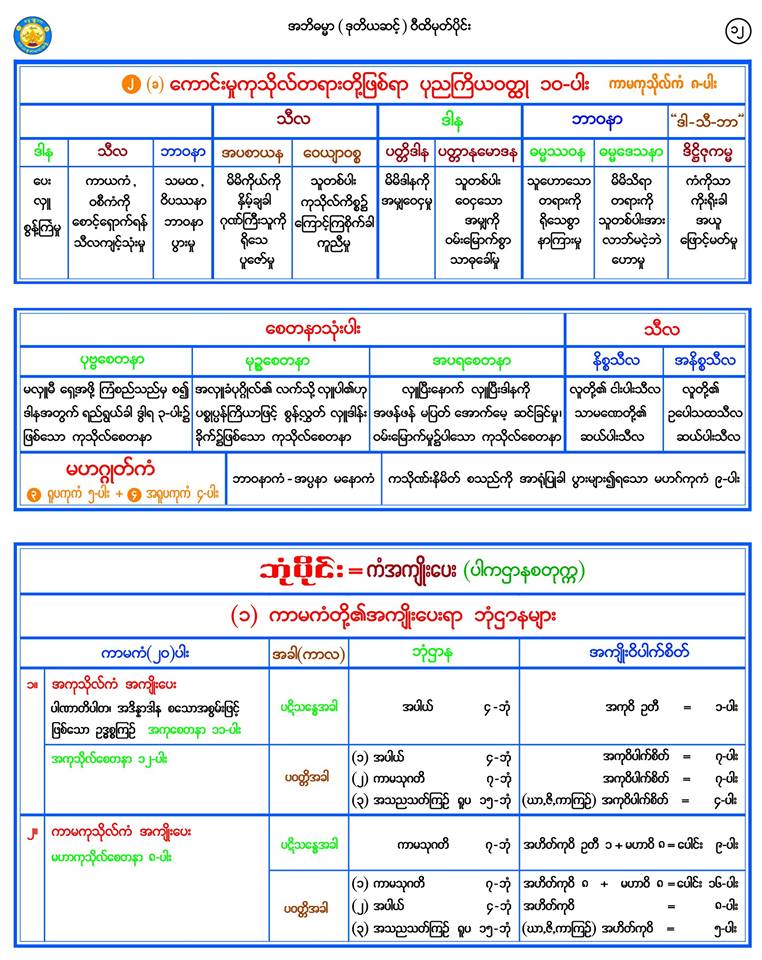 အဘိဓမ္မာ ( ဒုတိယဆင့် ) ဝီထိမုတ်ပိုင်း
၁၂
၂ (ခ) ကောင်းမှုကုသိုလ်တရားတို့ဖြစ်ရာ ပုညကြိယဝတ္ထု ၁၀-ပါး ကာမကုသိုလ်ကံ ၈-ပါး
သီလ ဒါန ဘာဝနာ “ဒါ-သီ-ဘာ”
ဒါန သီလ ဘာဝနာ အပစာယန ဝေယျာဝစ္စ ပတ္တိဒါန ပတ္တာနုမောဒန ဓမ္မဿဝန ဓမ္မဒေသနာ ဒိဋ္ဌိဇုကမ္မ
ပေး
လှူ
စွန့်ကြဲမှု
ကာယကံ,
ဝစီကံကို
စောင့်ရှောက်ရန်
သီလကျင့်သုံးမှု
သမထ,
ဝိပဿနာ
ဘာဝနာ
ပွားမှု
မိမိကိုယ်ကို
နှိမ့်ချခါ
ဂုဏ်ကြီးသူကို
ရိုသေ
ပူဇော်မှု
သူတစ်ပါး
ကုသိုလ်ကိစ္စ၌
ကြောင့်ကြစိုက်ခါ
ကူညီမှု
မိမိဒါနကို
အမျှဝေငှမှု
သူတစ်ပါး
ဝေငှသော
အမျှကို
ဝမ်းမြောက်စွာ
သာဓုခေါ်မှု
သူဟောသော
တရားကို
ရိုသေစွာ
နာကြားမှု
မိမိသိရာ
တရားကို
သူတစ်ပါးအား
လာဘ်မငဲ့ဘဲ
ဟောမှု
ကံကိုသာ
ကိုးရိုးခါ
အယူ
ဖြောင့်မတ်မှု
စေတနာသုံးပါး သီလ
ပုဗ္ဗစေတနာ မုဥ္စစေတနာ အပရစေတနာ နိစ္စသီလ အနိစ္စသီလ
မလှူမီ ရှေ့အဖို့ ကြံစည်သည်မှ စ၍
ဒါနအတွက် ရည်ရွယ်ခါ ဒွါရ ၃-ပါး၌
ဖြစ်သော ကုသိုလ်စေတနာ
အလှူခံပုဂ္ဂိုလ်၏ လက်သို့ လှူပါ၏ဟု
ပစ္စုပ္ပန်ကြိယာဖြင့် စွန့်လွှတ် လှူဒါန်း
ခိုက်၌ဖြစ်သော ကုသိုလ်စေတနာ
လှူပြီးနောက် လှူပြီးဒါနကို
အဖန်ဖန် မပြတ် အောက်မေ့ ဆင်ခြင်မှု,
ဝမ်းမြောက်မှု၌ပါသော ကုသိုလ်စေတနာ
လူတို့၏ ငါးပါးသီလ
သာမဏေတို့၏
ဆယ်ပါးသီလ
လူတို့၏
ဥပေါသထသီလ
ဆယ်ပါးသီလ
မဟဂ္ဂုတ်ကံ
၃ ရူပကုကံ ၅-ပါး + ၄ အရူပကုကံ ၄-ပါး
ဘာဝနာကံ - အပ္ပနာ မနောကံ
ကသိုဏ်းနိမိတ် စသည်ကို အာရုံပြုခါ ပွားများ၍ရသော မဟဂ်ကုကံ ၉-ပါး
ဘုံပိုင်း = ကံအကျိုးပေး (ပါကဌာနစတုက္က)
(၁) ကာမကံတို့၏အကျိုးပေးရာ ဘုံဌာနများ
ကာမကံ(၂၀)ပါး အခါ(ကာလ) ဘုံဌာန အကျိုးဝိပါက်စိတ်
၁။ အကုသိုလ်ကံ အကျိုးပေး
ပါဏာတိပါတ၊ အဒိန္နာဒါန စသောအစွမ်းဖြင့်
ဖြစ်သော ဥဒ္ဓစ္စကြဉ် အကုစေတနာ ၁၁-ပါး
ပဋိသန္ဓေအခါ အပါယ် ၄-ဘုံ အကုဝိ ဥတီ = ၁-ပါး
အကုသိုလ်စေတနာ ၁၂-ပါး
ပဝတ္တိအခါ
(၁) အပါယ် ၄-ဘုံ အကုဝိပါက်စိတ် = ၇-ပါး
(၂) ကာမသုဂတိ ၇-ဘုံ အကုဝိပါက်စိတ် = ၇-ပါး
(၃) အသညသတ်ကြဉ် ရူပ ၁၅-ဘုံ (ဃာ,ဇိ,ကာကြဉ်) အကုဝိပါက်စိတ် = ၄-ပါး
၂။ ကာမကုသိုလ်ကံ အကျိုးပေး
မဟာကုသိုလ်စေတနာ ၈-ပါး
ပဋိသန္ဓေအခါ ကာမသုဂတိ ၇-ဘုံ အဟိတ်ကုဝိ ဥတီ ၁ + မဟာဝိ ၈ = ပေါင်း ၉-ပါး
ပဝတ္တိအခါ
(၁) ကာမသုဂတိ ၇-ဘုံ အဟိတ်ကုဝိ ၈ + မဟာဝိ ၈ = ပေါင်း ၁၆-ပါး
(၂) အပါယ် ၄-ဘုံ အဟိတ်ကုဝိ = ၈-ပါး
(၃) အသညသတ်ကြဉ် ရူပ ၁၅-ဘုံ (ဃာ,ဇိ,ကာကြဉ်) အဟိတ်ကုဝိ = ၅-ပါး